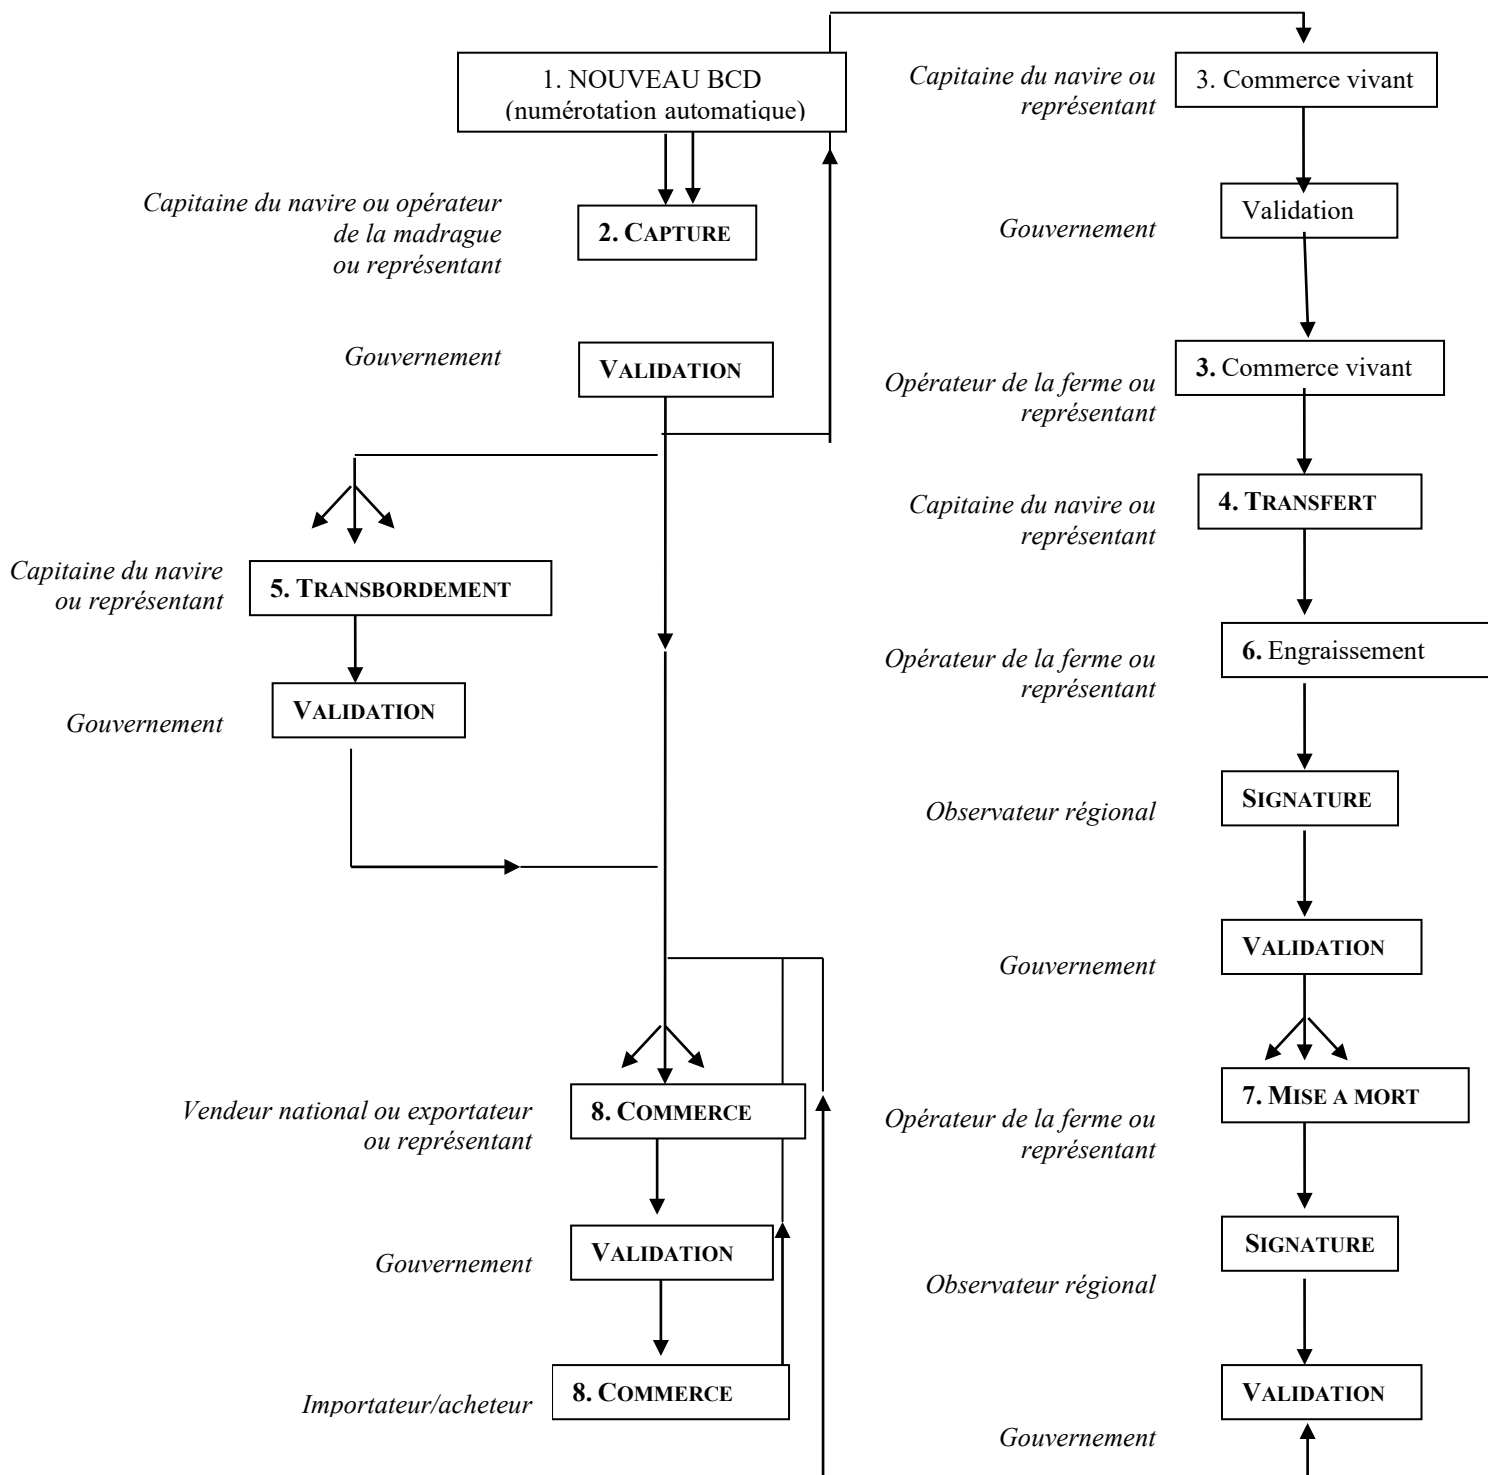 1. NOUVEAU BCD
(numérotation automatique)
Capitaine du navire ou opérateur
de la madrague
ou représentant
2. CAPTURE
Gouvernement
VALIDATION
Capitaine du navire
ou représentant
5. TRANSBORDEMENT
Gouvernement
VALIDATION
Vendeur national ou exportateur
ou représentant
8. COMMERCE
Gouvernement
VALIDATION
Importateur/acheteur
8. COMMERCE
Capitaine du navire ou
représentant
3. Commerce vivant
Gouvernement
Validation
Opérateur de la ferme ou
représentant
3. Commerce vivant
Capitaine du navire ou
représentant
4. TRANSFERT
Opérateur de la ferme ou
représentant
6. Engraissement
Observateur régional
SIGNATURE
Gouvernement
VALIDATION
Opérateur de la ferme ou
représentant
7. MISE A MORT
Observateur régional
SIGNATURE
Gouvernement
VALIDATION